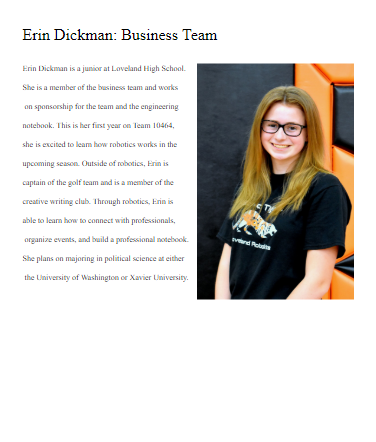 Erin Dickman: Business Team
Erin Dickman is a junior at Loveland High School.
She is a member of the business team and works
on sponsorship for the team and the engineering
notebook. This is her first year on Team 10464,
she is excited to learn how robotics works in the
upcoming season. Outside of robotics, Erin is
captain of the golf team and is a member of the
creative writing club. Through robotics, Erin is
able to learn how to connect with professionals,
organize events, and build a professional notebook.
She plans on majoring in political science at either
the University of Washington or Xavier University.